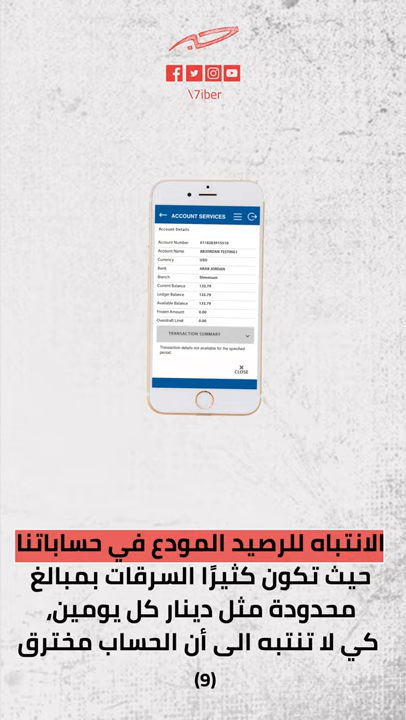 حبر
\7iber
ACCOUNT SERVICES
Account Details
Account Name
Currency USD
Bank ARAB JORDAN
Branch
Current Balance 133.79
Ledger Balance 133.79
Available Balance 133.79
Frozen Amount 0.00
Overdraft Limit 0.00
TRANSACTION SUMMARY
Transaction details not available for the specified
period.
X
CLOSE
الانتباه للرصيد المودع في حساباتنا
حيث تكون كثيرًا السرقات بمبالغ
محدودة مثل دينار كل يومين,
كي لا تنتبه الى أن الحساب مخترق
(9)